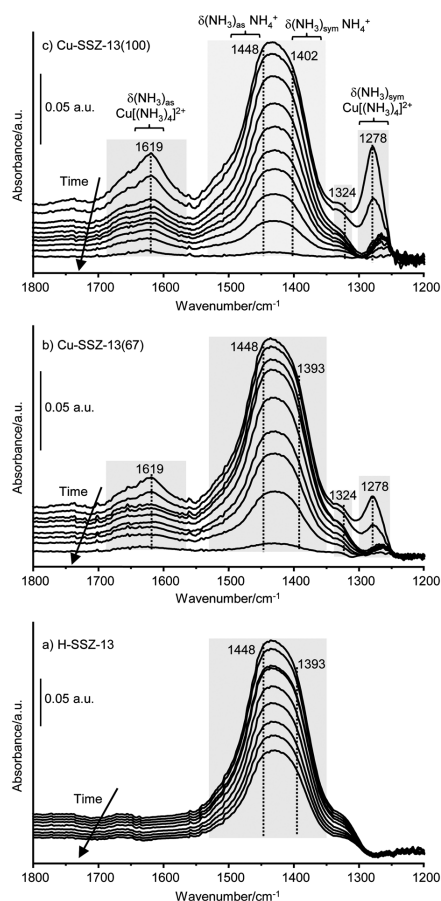 δ(NH₃)as NH₄⁺ δ(NH₃)sym NH₄⁺
c) Cu-SSZ-13(100)
1448 1402
0.05 a.u.
δ(NH₃)as
Cu[(NH₃)₄]²⁺
δ(NH₃)sym
Cu[(NH₃)₄]²⁺
1619
1278
Time
1324
Absorbance/a.u.
1800 1700 1600 1500 1400 1300 1200
Wavenumber/cm⁻¹
b) Cu-SSZ-13(67)
1448
1393
0.05 a.u.
1619
1278
Time
1324
Absorbance/a.u.
1800 1700 1600 1500 1400 1300 1200
Wavenumber/cm⁻¹
a) H-SSZ-13
1448 1393
0.05 a.u.
Time
Absorbance/a.u.
1800 1700 1600 1500 1400 1300 1200
Wavenumber/cm⁻¹